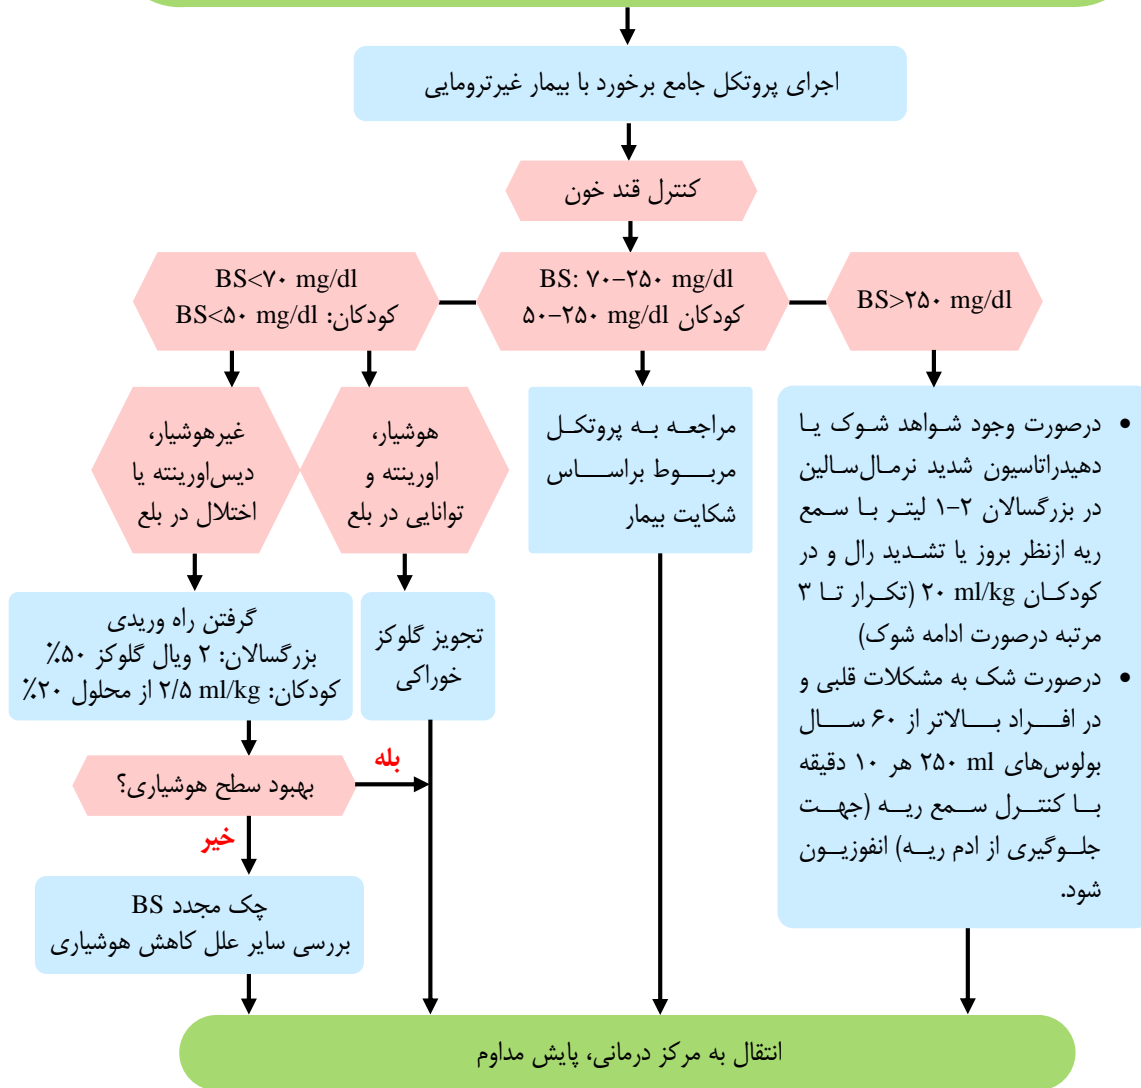 اجرای پروتکل جامع برخورد با بیمار غیرترومایی
کنترل قند خون
BS>۲۵۰ mg/dl
BS: ۷۰–۲۵۰ mg/dl
کودکان ۵۰–۲۵۰ mg/dl
BS<۷۰ mg/dl
کودکان: BS<۵۰ mg/dl
• درصورت وجود شواهد شوک یا
دهیدراتاسیون شدید نرمال‌سالین
در بزرگسالان ۲–۱ لیتر با سمع
ریه ازنظر بروز یا تشدید رال و در
کودکان ۲۰ ml/kg (تکرار تا ۳
مرتبه درصورت ادامه شوک)
• درصورت شک به مشکلات قلبی و
در افراد بالاتر از ۶۰ سال
بولوس‌های ۲۵۰ ml هر ۱۰ دقیقه
با کنترل سمع ریه (جهت
جلوگیری از ادم ریه) انفوزیون
شود.
مراجعه به پروتکل
مربوط براساس
شکایت بیمار
هوشیار،
اورینته و
توانایی در بلع
غیرهوشیار،
دیس‌اورینته یا
اختلال در بلع
تجویز گلوکز
خوراکی
گرفتن راه وریدی
بزرگسالان: ۲ ویال گلوکز ۵۰٪
کودکان: ۲/۵ ml/kg از محلول ۲۰٪
بهبود سطح هوشیاری؟
بله
خیر
چک مجدد BS
بررسی سایر علل کاهش هوشیاری
انتقال به مرکز درمانی، پایش مداوم